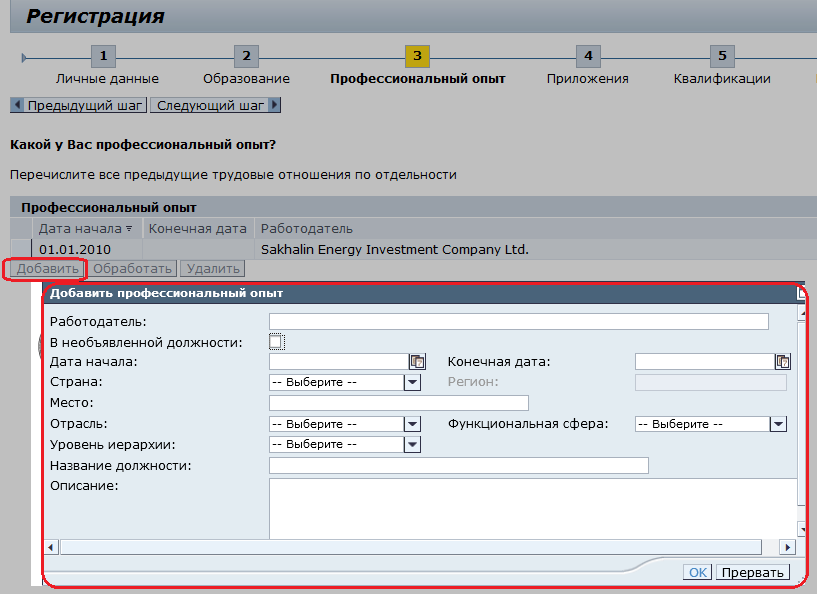 Регистрация
1 2 3 4 5
Личные данные Образование Профессиональный опыт Приложения Квалификации
Предыдущий шаг Следующий шаг
Какой у Вас профессиональный опыт?
Перечислите все предыдущие трудовые отношения по отдельности
Профессиональный опыт
Дата начала Конечная дата Работодатель
01.01.2010 Sakhalin Energy Investment Company Ltd.
Добавить Обработать Удалить
Добавить профессиональный опыт
Работодатель:
В необъявленной должности:
Дата начала: Конечная дата:
Страна: -- Выберите -- Регион:
Место:
Отрасль: -- Выберите -- Функциональная сфера: -- Выберите --
Уровень иерархии: -- Выберите --
Название должности:
Описание:
OK Прервать